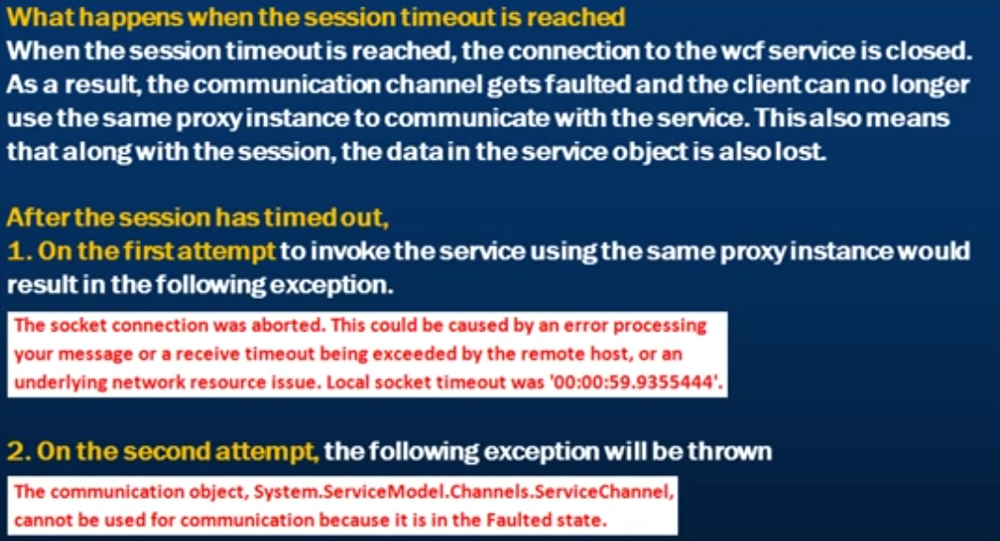 What happens when the session timeout is reached
When the session timeout is reached, the connection to the wcf service is closed.
As a result, the communication channel gets faulted and the client can no longer
use the same proxy instance to communicate with the service. This also means
that along with the session, the data in the service object is also lost.
After the session has timed out,
1. On the first attempt to invoke the service using the same proxy instance would
result in the following exception.
The socket connection was aborted. This could be caused by an error processing
your message or a receive timeout being exceeded by the remote host, or an
underlying network resource issue. Local socket timeout was '00:00:59.9355444'.
2. On the second attempt, the following exception will be thrown
The communication object, System.ServiceModel.Channels.ServiceChannel,
cannot be used for communication because it is in the Faulted state.